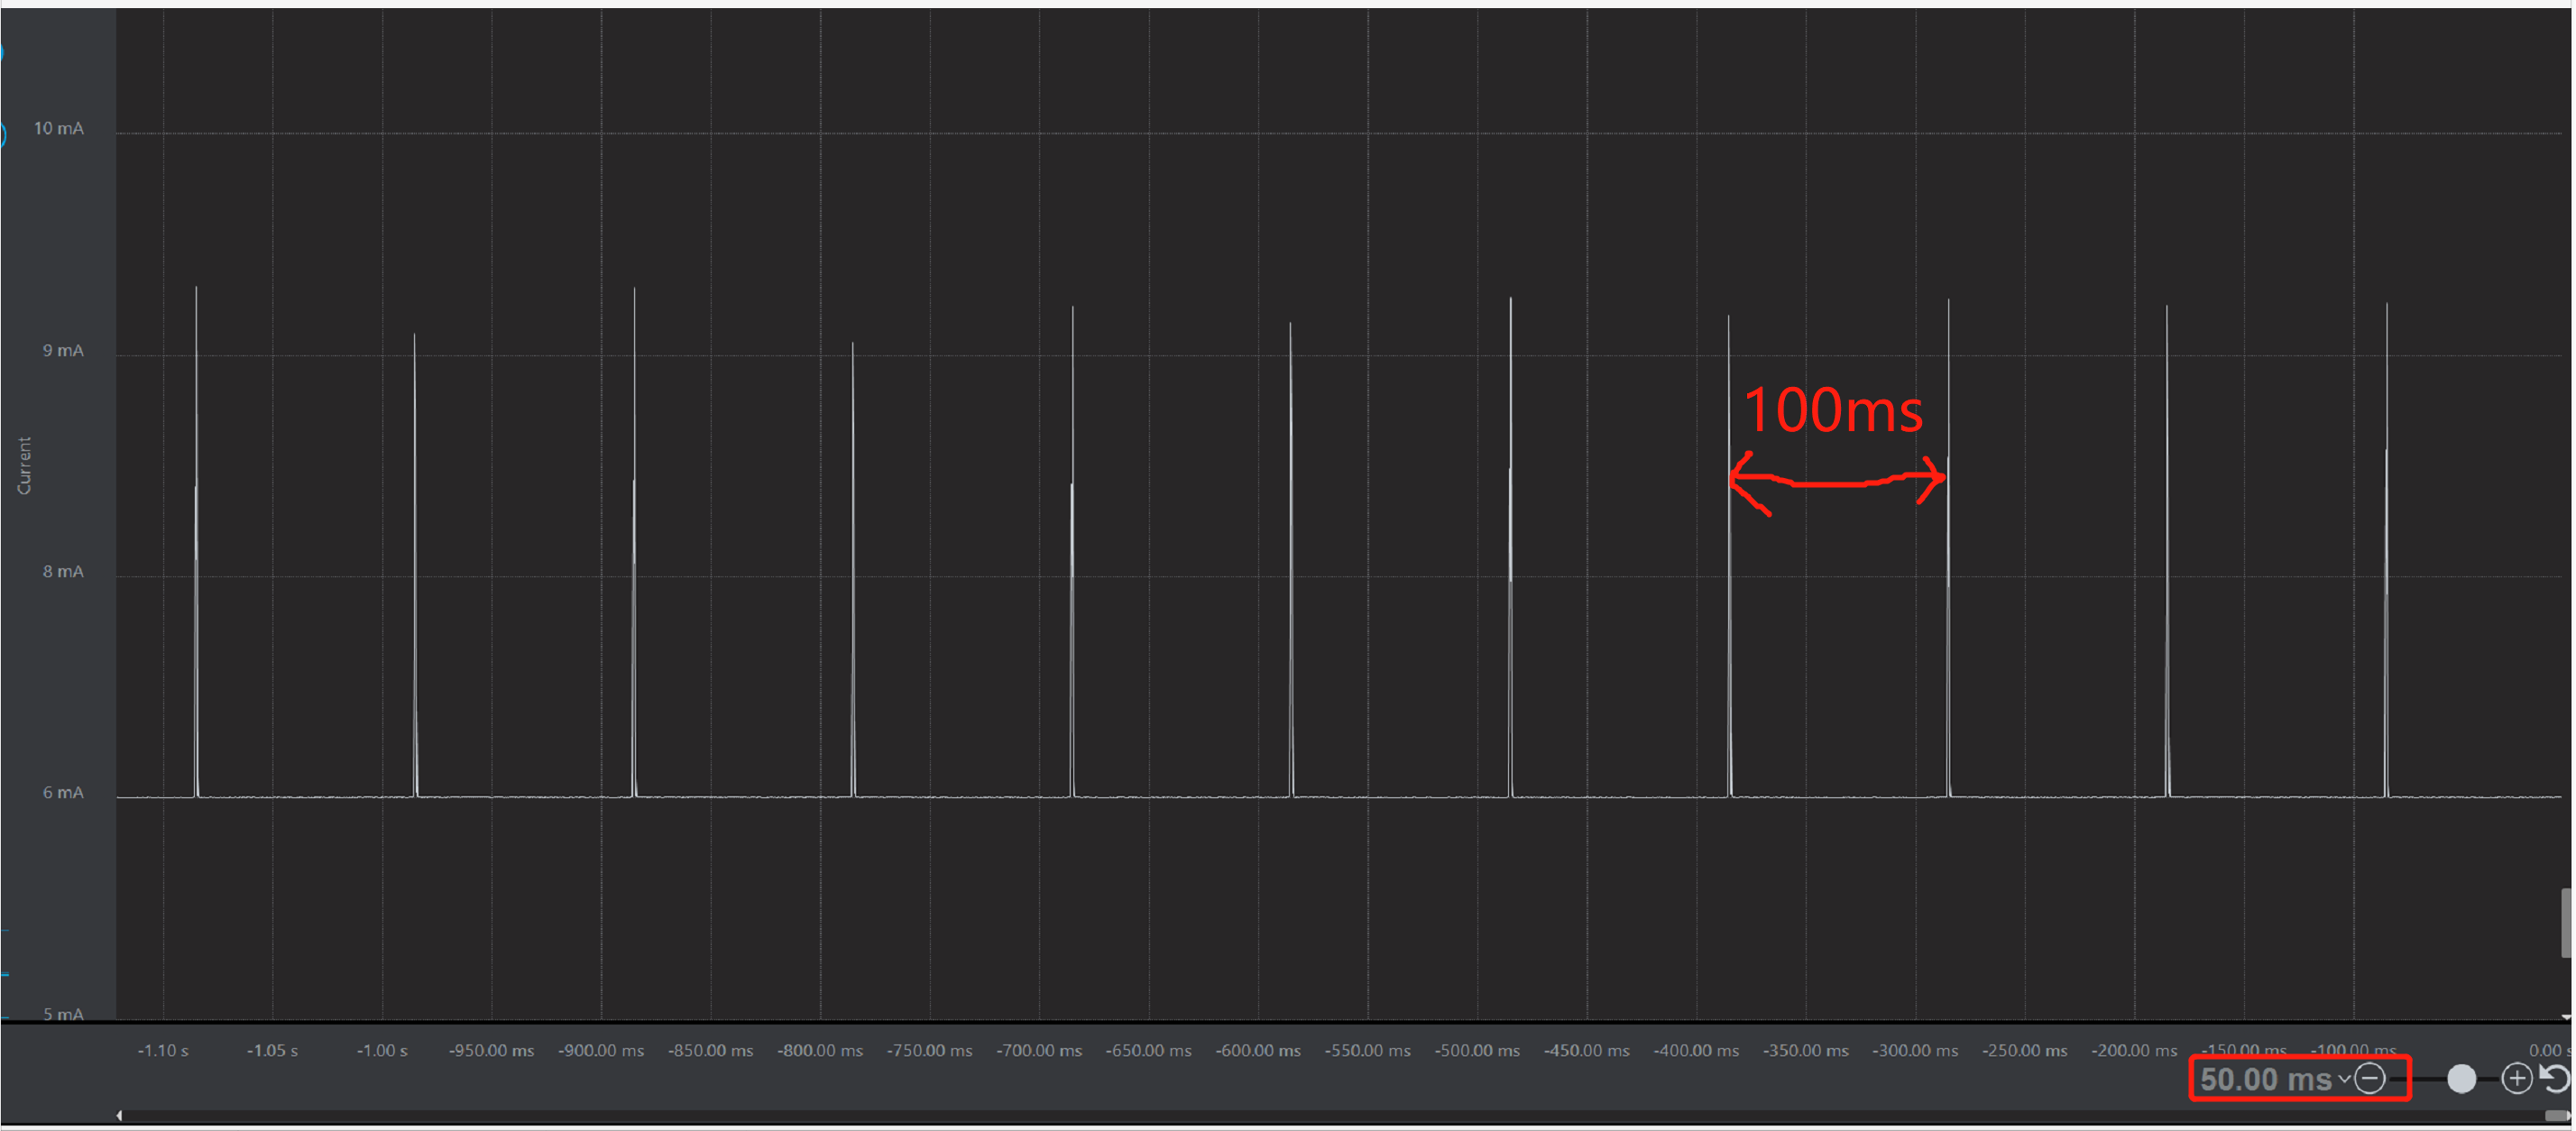 10 mA
9 mA
8 mA
6 mA
5 mA
Current
100ms
-1.10 s
-1.05 s
-1.00 s
-950.00 ms
-900.00 ms
-850.00 ms
-800.00 ms
-750.00 ms
-700.00 ms
-650.00 ms
-600.00 ms
-550.00 ms
-500.00 ms
-450.00 ms
-400.00 ms
-350.00 ms
-300.00 ms
-250.00 ms
-200.00 ms
-150.00 ms
-100.00 ms
0.00 s
50.00 ms